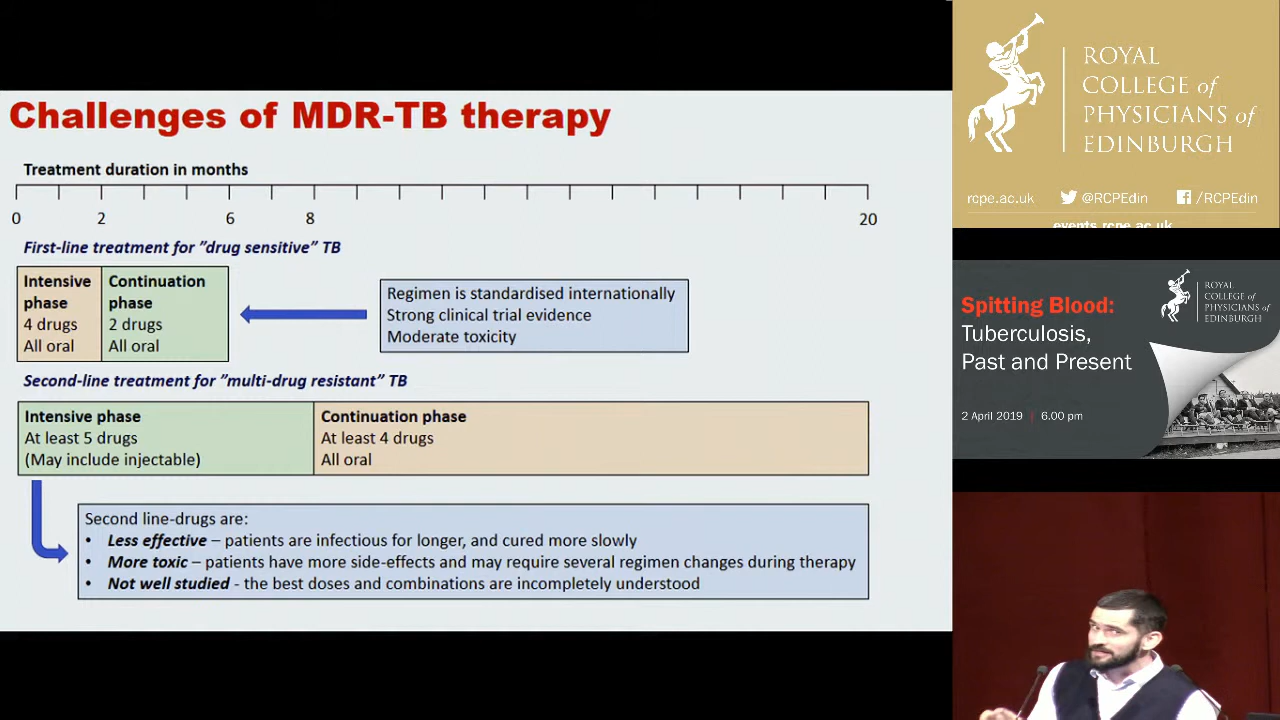 Challenges of MDR-TB therapy
Treatment duration in months
0 2 6 8 20
First-line treatment for ”drug sensitive” TB
Intensive
phase
4 drugs
All oral
Continuation
phase
2 drugs
All oral
Regimen is standardised internationally
Strong clinical trial evidence
Moderate toxicity
Second-line treatment for ”multi-drug resistant” TB
Intensive phase
At least 5 drugs
(May include injectable)
Continuation phase
At least 4 drugs
All oral
Second line-drugs are:
• Less effective – patients are infectious for longer, and cured more slowly
• More toxic – patients have more side-effects and may require several regimen changes during therapy
• Not well studied - the best doses and combinations are incompletely understood
ROYAL
COLLEGE of
PHYSICIANS of
EDINBURGH
rcpe.ac.uk @RCPEdin /RCPEdin
events.rcpe.ac.uk
Spitting Blood:
Tuberculosis,
Past and Present
2 April 2019 | 6.00 pm
ROYAL
COLLEGE of
PHYSICIANS of
EDINBURGH